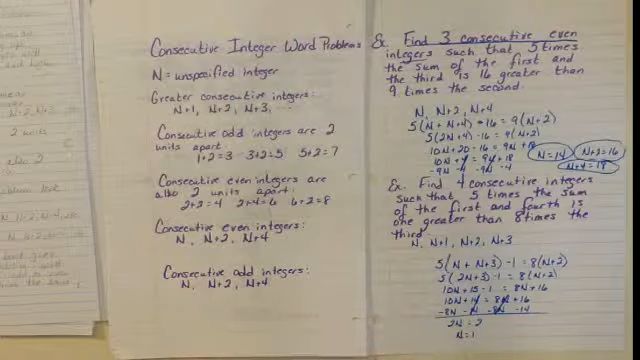 Consecutive Integer Word Problems
N = unspecified integer
Greater consecutive integers:
N+1, N+2, N+3,
Consecutive odd integers are 2
units apart.
1+2=3 3+2=5 5+2=7
Consecutive even integers are
also 2 units apart:
2+2=4 2+4=6 6+2=8
Consecutive even integers:
N, N+2, N+4
Consecutive odd integers:
N, N+2, N+4
Ex. Find 3 consecutive even
integers such that 5 times
the sum of the first and
the third is 16 greater than
9 times the second.
N, N+2, N+4
5(N+N+4)-16=9(N+2)
5(2N+4)-16=9(N+2)
10N+20-16=9N+18
10N+4=9N+18
-9N-4 -9N-4
N=14 N+2=16
N+4=18
Ex. Find 4 consecutive integers
such that 5 times the sum
of the first and fourth is
one greater than 8 times the
third.
N, N+1, N+2, N+3
5(N+N+3)-1=8(N+2)
5(2N+3)-1=8(N+2)
10N+15-1=8N+16
10N+14=8N+16
2N=2
N=1
2 units